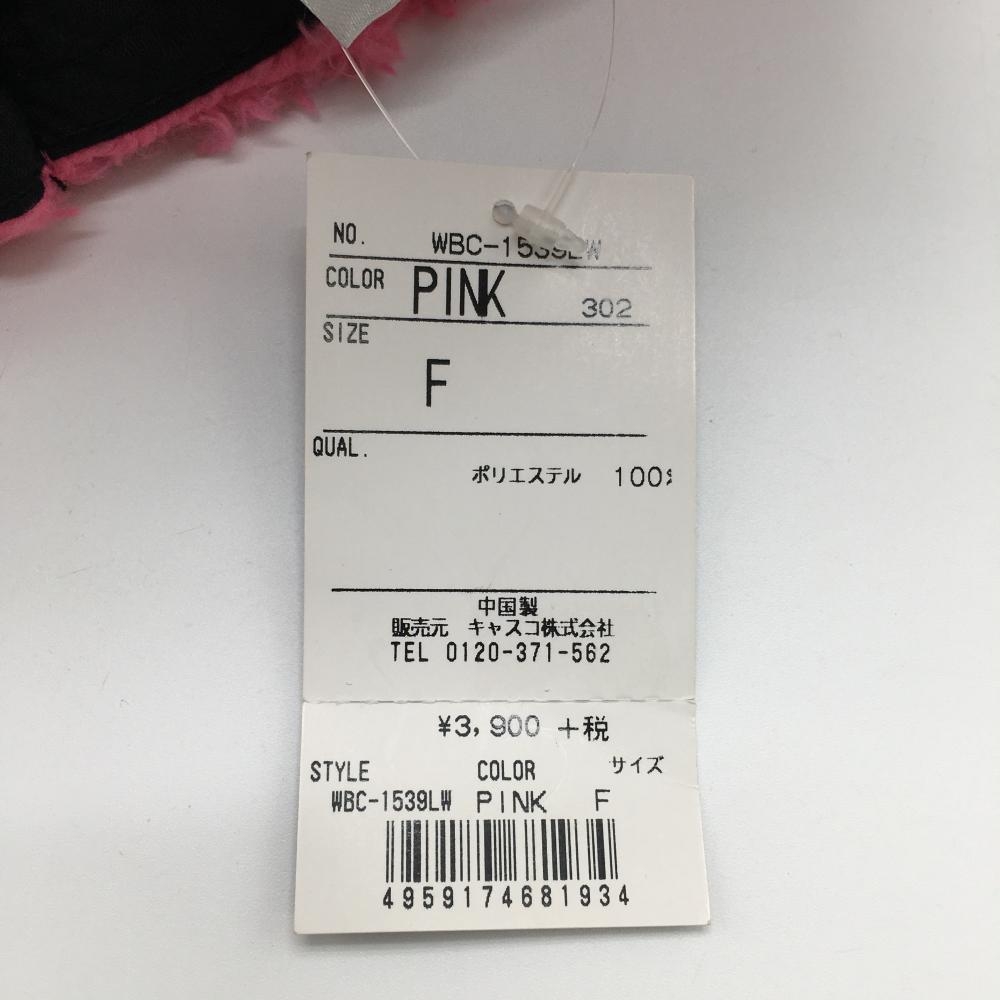 NO. WBC-1539LW
COLOR PINK 302
SIZE
F
QUAL.
ポリエステル 100%
中国製
販売元 キャスコ株式会社
TEL 0120-371-562
¥3,900 +税
STYLE COLOR サイズ
WBC-1539LW PINK F
4959174681934